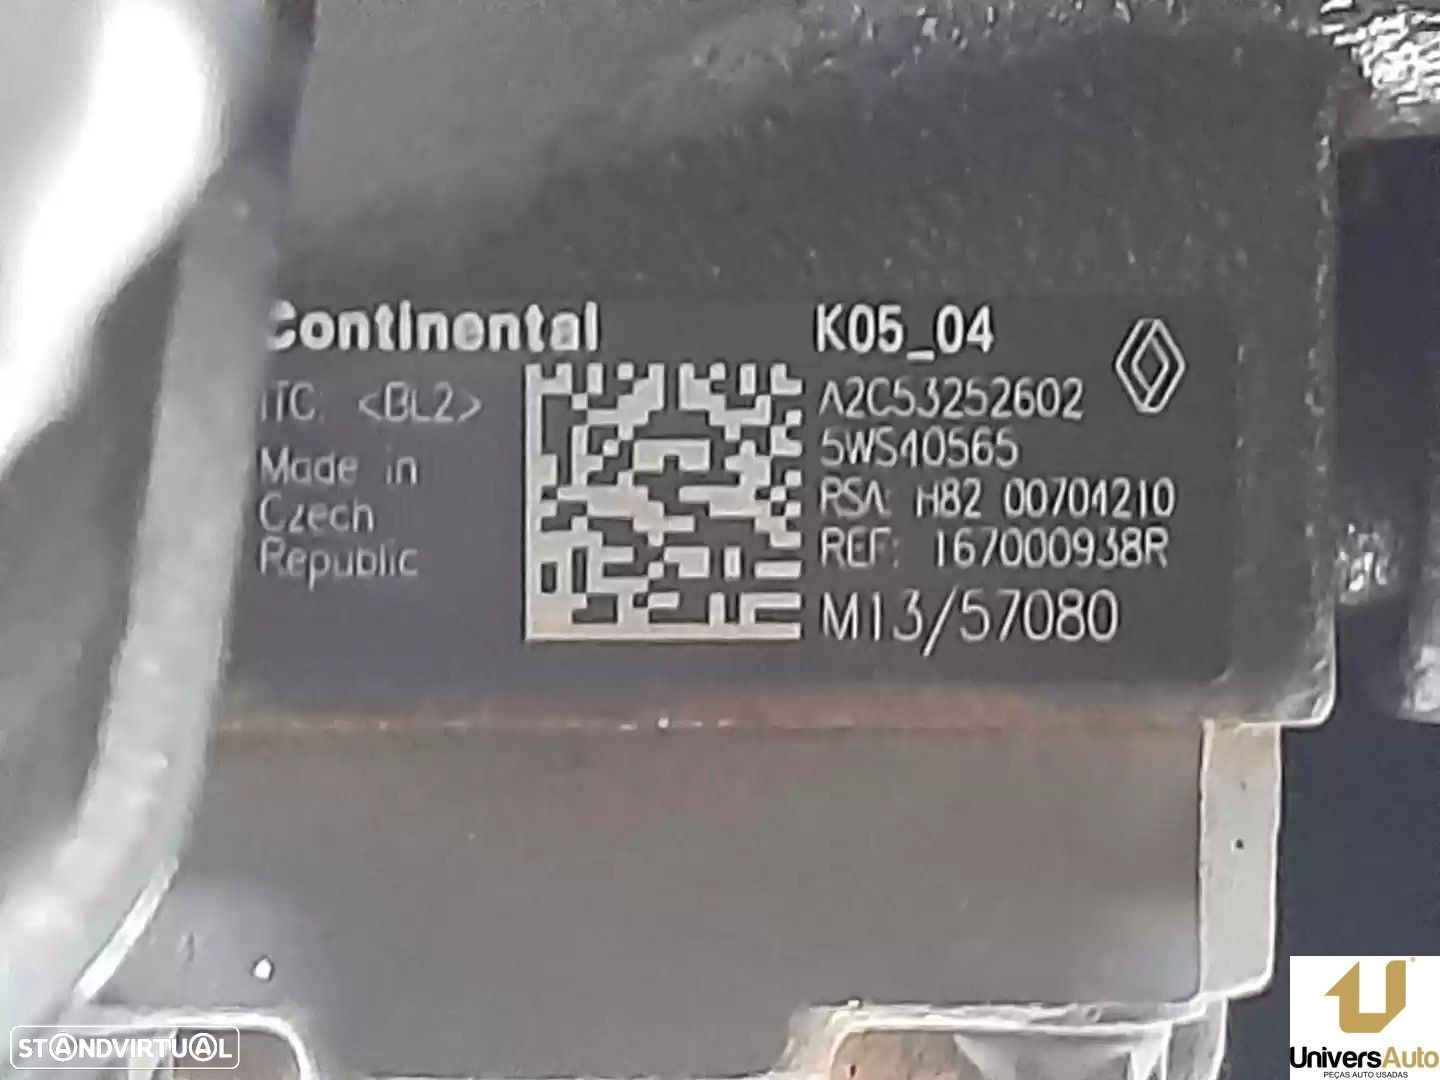 Continental
ITC. <BL2>
Made in
Czech
Republic
K05_04
A2C53252602
5WS40565
RSA: H82 00704210
REF: 167000938R
M13/57080
STANDVIRTUAL
UniversAuto
PEÇAS AUTO USADAS